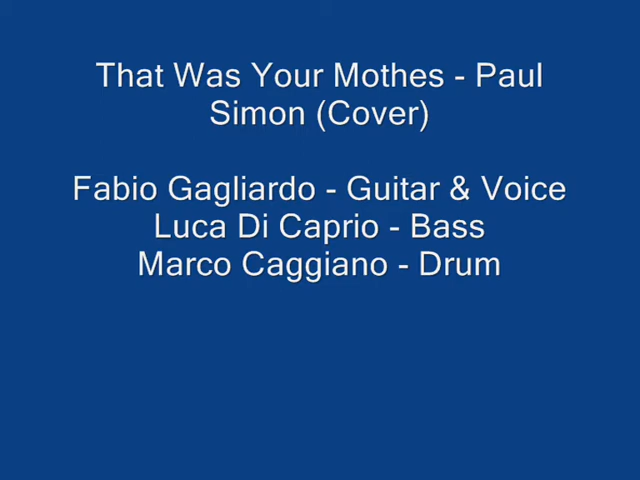 That Was Your Mothes - Paul
Simon (Cover)
Fabio Gagliardo - Guitar & Voice
Luca Di Caprio - Bass
Marco Caggiano - Drum